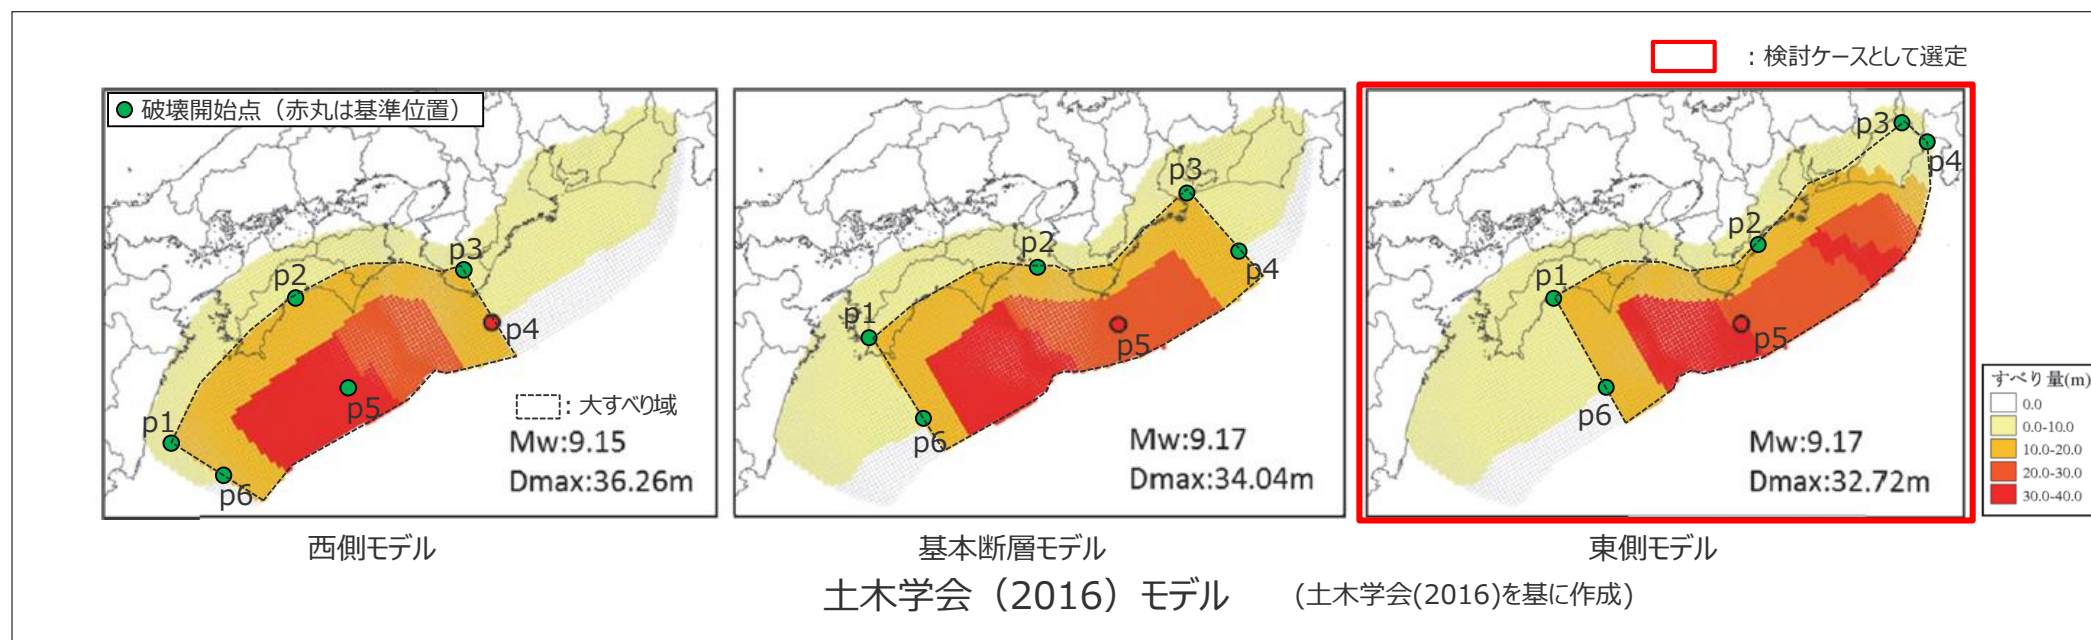 ：検討ケースとして選定
破壊開始点（赤丸は基準位置）
p1
p2
p3
p4
p5
p6
：大すべり域
Mw:9.15
Dmax:36.26m
西側モデル
p1
p2
p3
p4
p5
p6
Mw:9.17
Dmax:34.04m
基本断層モデル
p1
p2
p3
p4
p5
p6
Mw:9.17
Dmax:32.72m
東側モデル
すべり量(m)
0.0
0.0-10.0
10.0-20.0
20.0-30.0
30.0-40.0
土木学会（2016）モデル
(土木学会(2016)を基に作成)